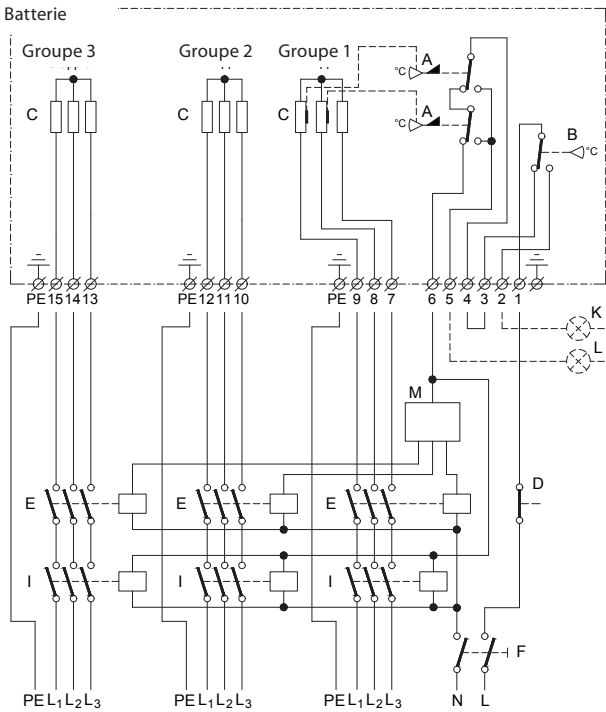 Batterie
Groupe 3 Groupe 2 Groupe 1
A
°C
C C C
A
°C
B
°C
PE 15 14 13 PE 12 11 10 PE 9 8 7 6 5 4 3 2 1
K
L
M
E E E D
I I I
F
PE L1 L2 L3 PE L1 L2 L3 PE L1 L2 L3 N L